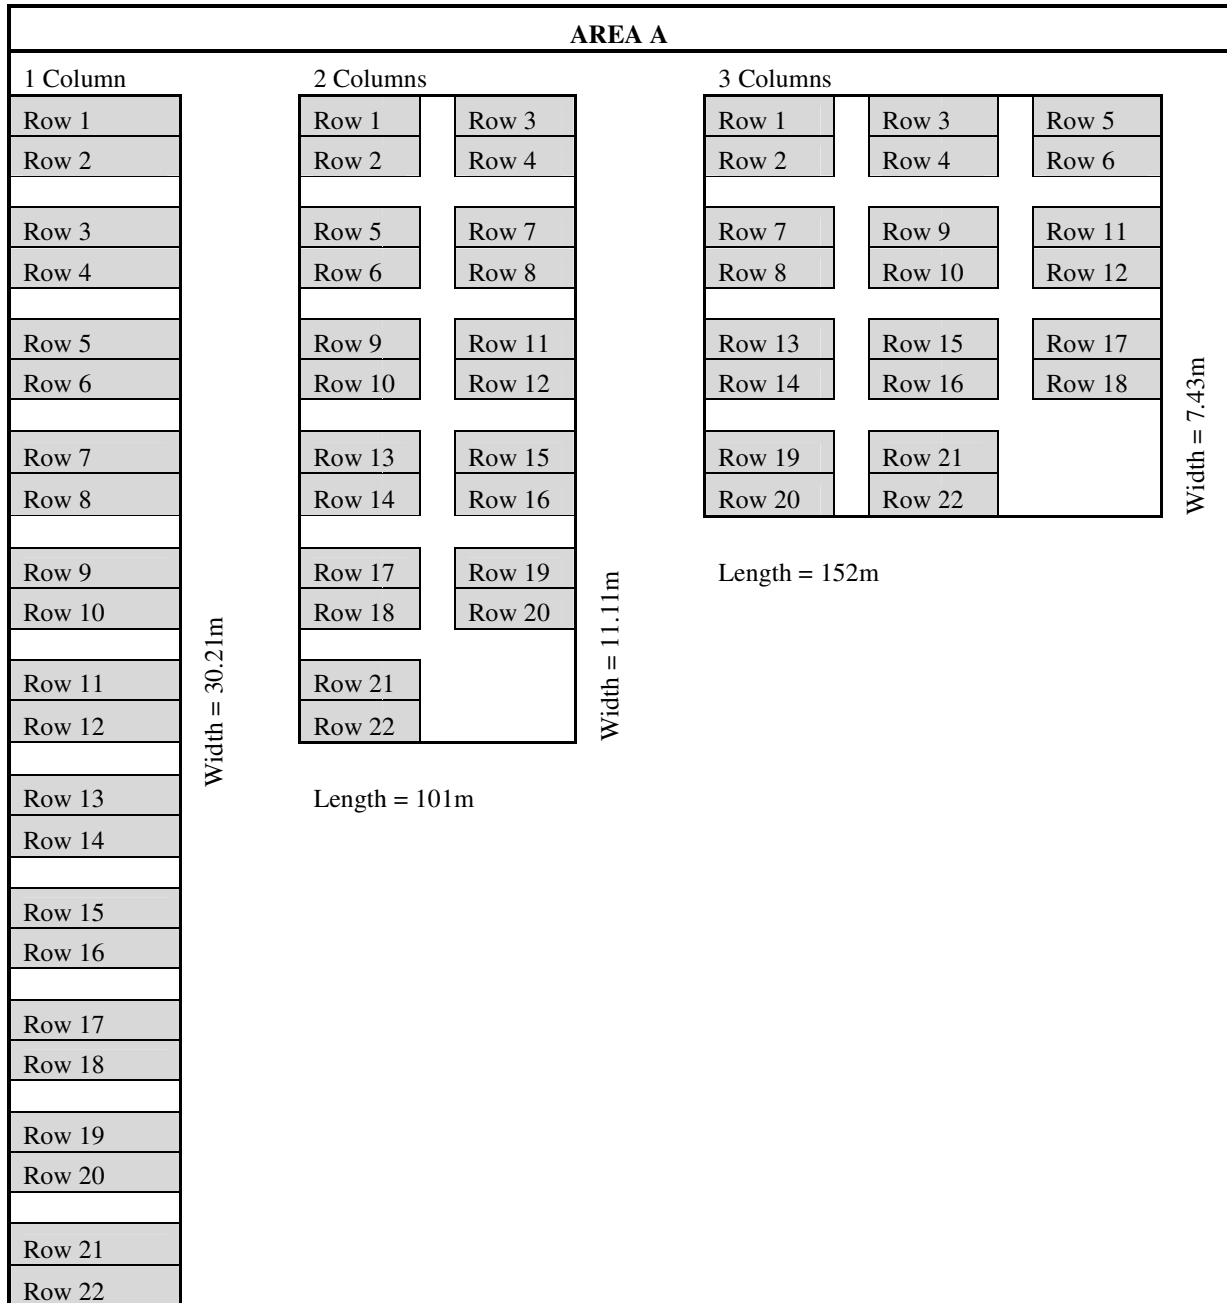 AREA A
1 Column
Row 1
Row 2
Row 3
Row 4
Row 5
Row 6
Row 7
Row 8
Row 9
Row 10
Row 11
Row 12
Row 13
Row 14
Row 15
Row 16
Row 17
Row 18
Row 19
Row 20
Row 21
Row 22
Width = 30.21m
2 Columns
Row 1 Row 3
Row 2 Row 4
Row 5 Row 7
Row 6 Row 8
Row 9 Row 11
Row 10 Row 12
Row 13 Row 15
Row 14 Row 16
Row 17 Row 19
Row 18 Row 20
Row 21
Row 22
Width = 11.11m
Length = 101m
3 Columns
Row 1 Row 3 Row 5
Row 2 Row 4 Row 6
Row 7 Row 9 Row 11
Row 8 Row 10 Row 12
Row 13 Row 15 Row 17
Row 14 Row 16 Row 18
Row 19 Row 21
Row 20 Row 22
Width = 7.43m
Length = 152m